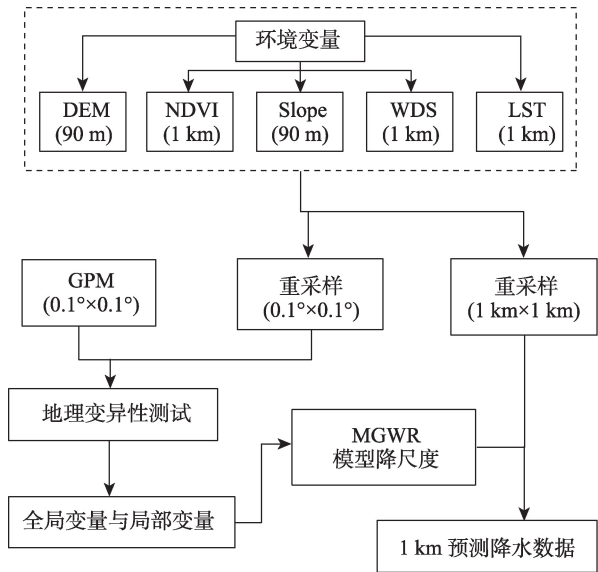 环境变量
DEM
(90 m)
NDVI
(1 km)
Slope
(90 m)
WDS
(1 km)
LST
(1 km)
GPM
(0.1°×0.1°)
重采样
(0.1°×0.1°)
重采样
(1 km×1 km)
地理变异性测试
MGWR
模型降尺度
全局变量与局部变量
1 km 预测降水数据